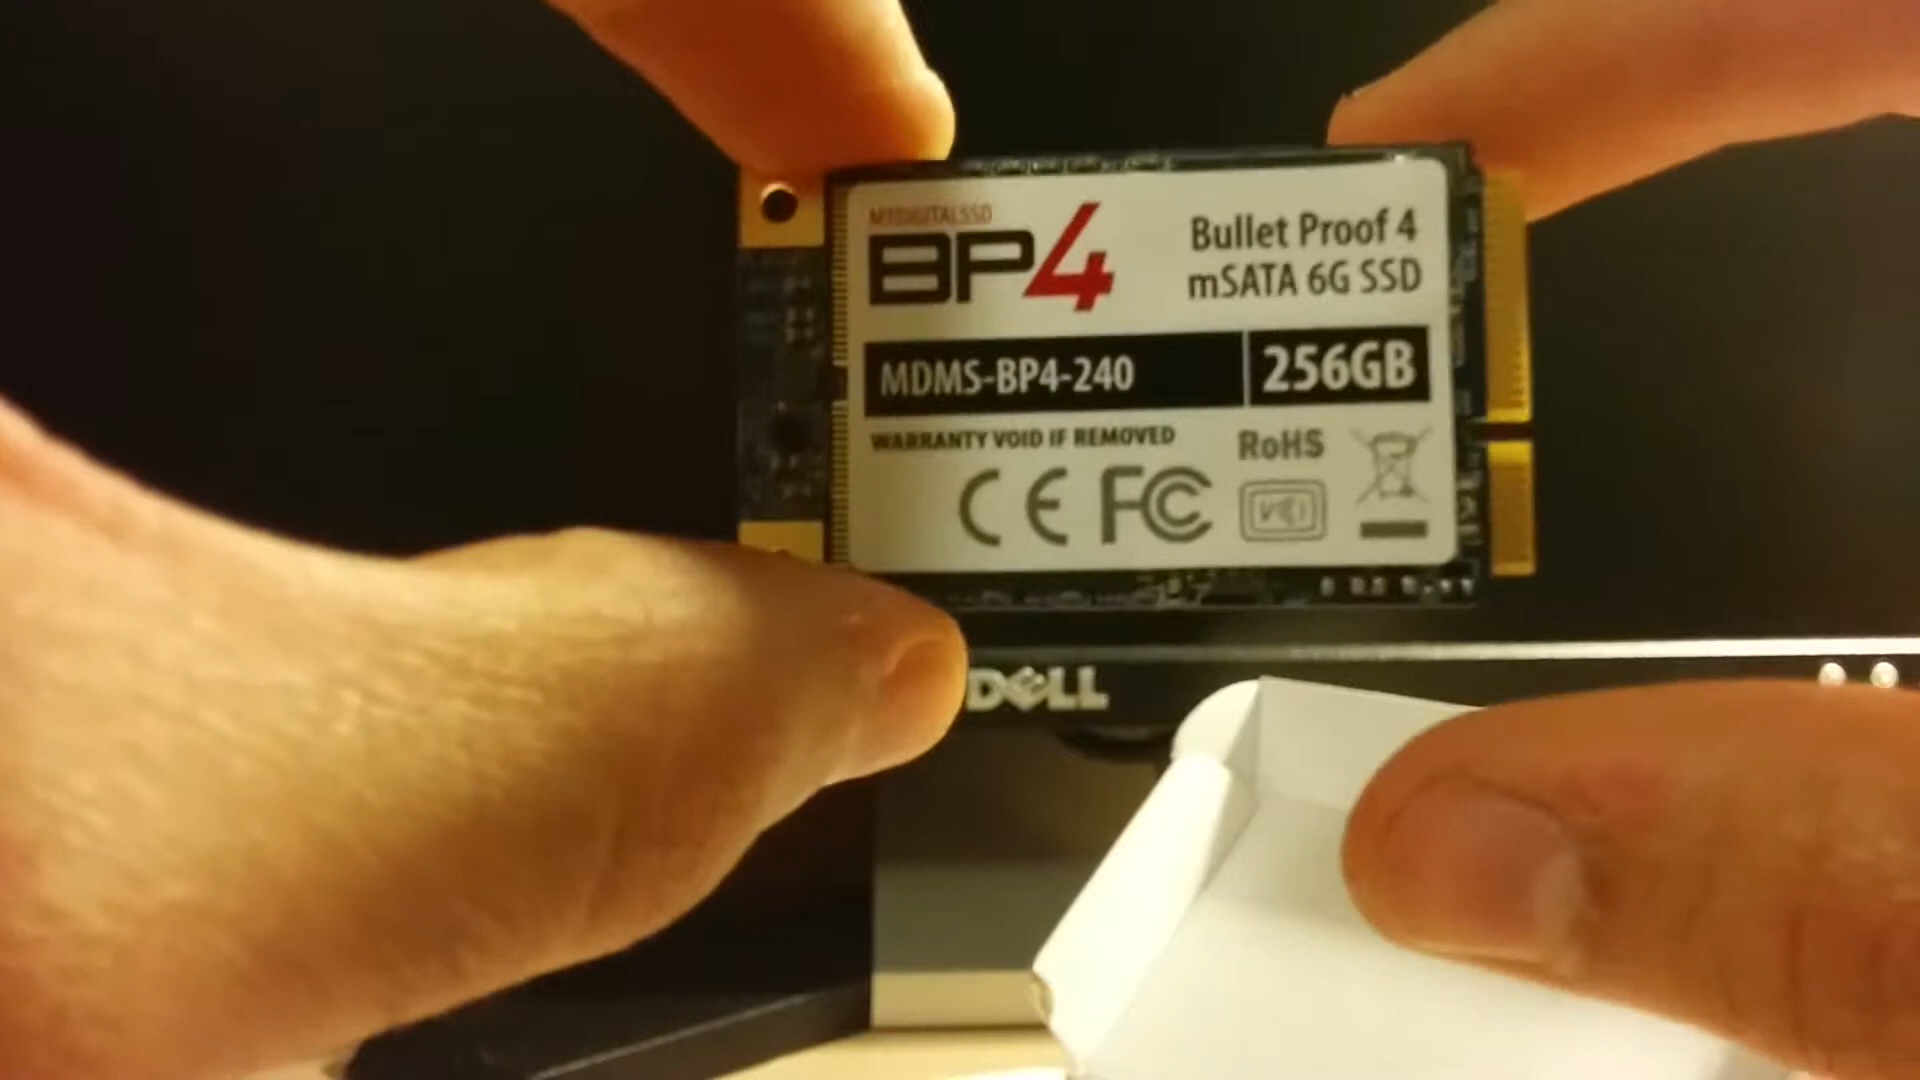 MYDIGITALSSD
BP4
Bullet Proof 4
mSATA 6G SSD
MDMS-BP4-240
256GB
WARRANTY VOID IF REMOVED
RoHS
CE FC
DELL